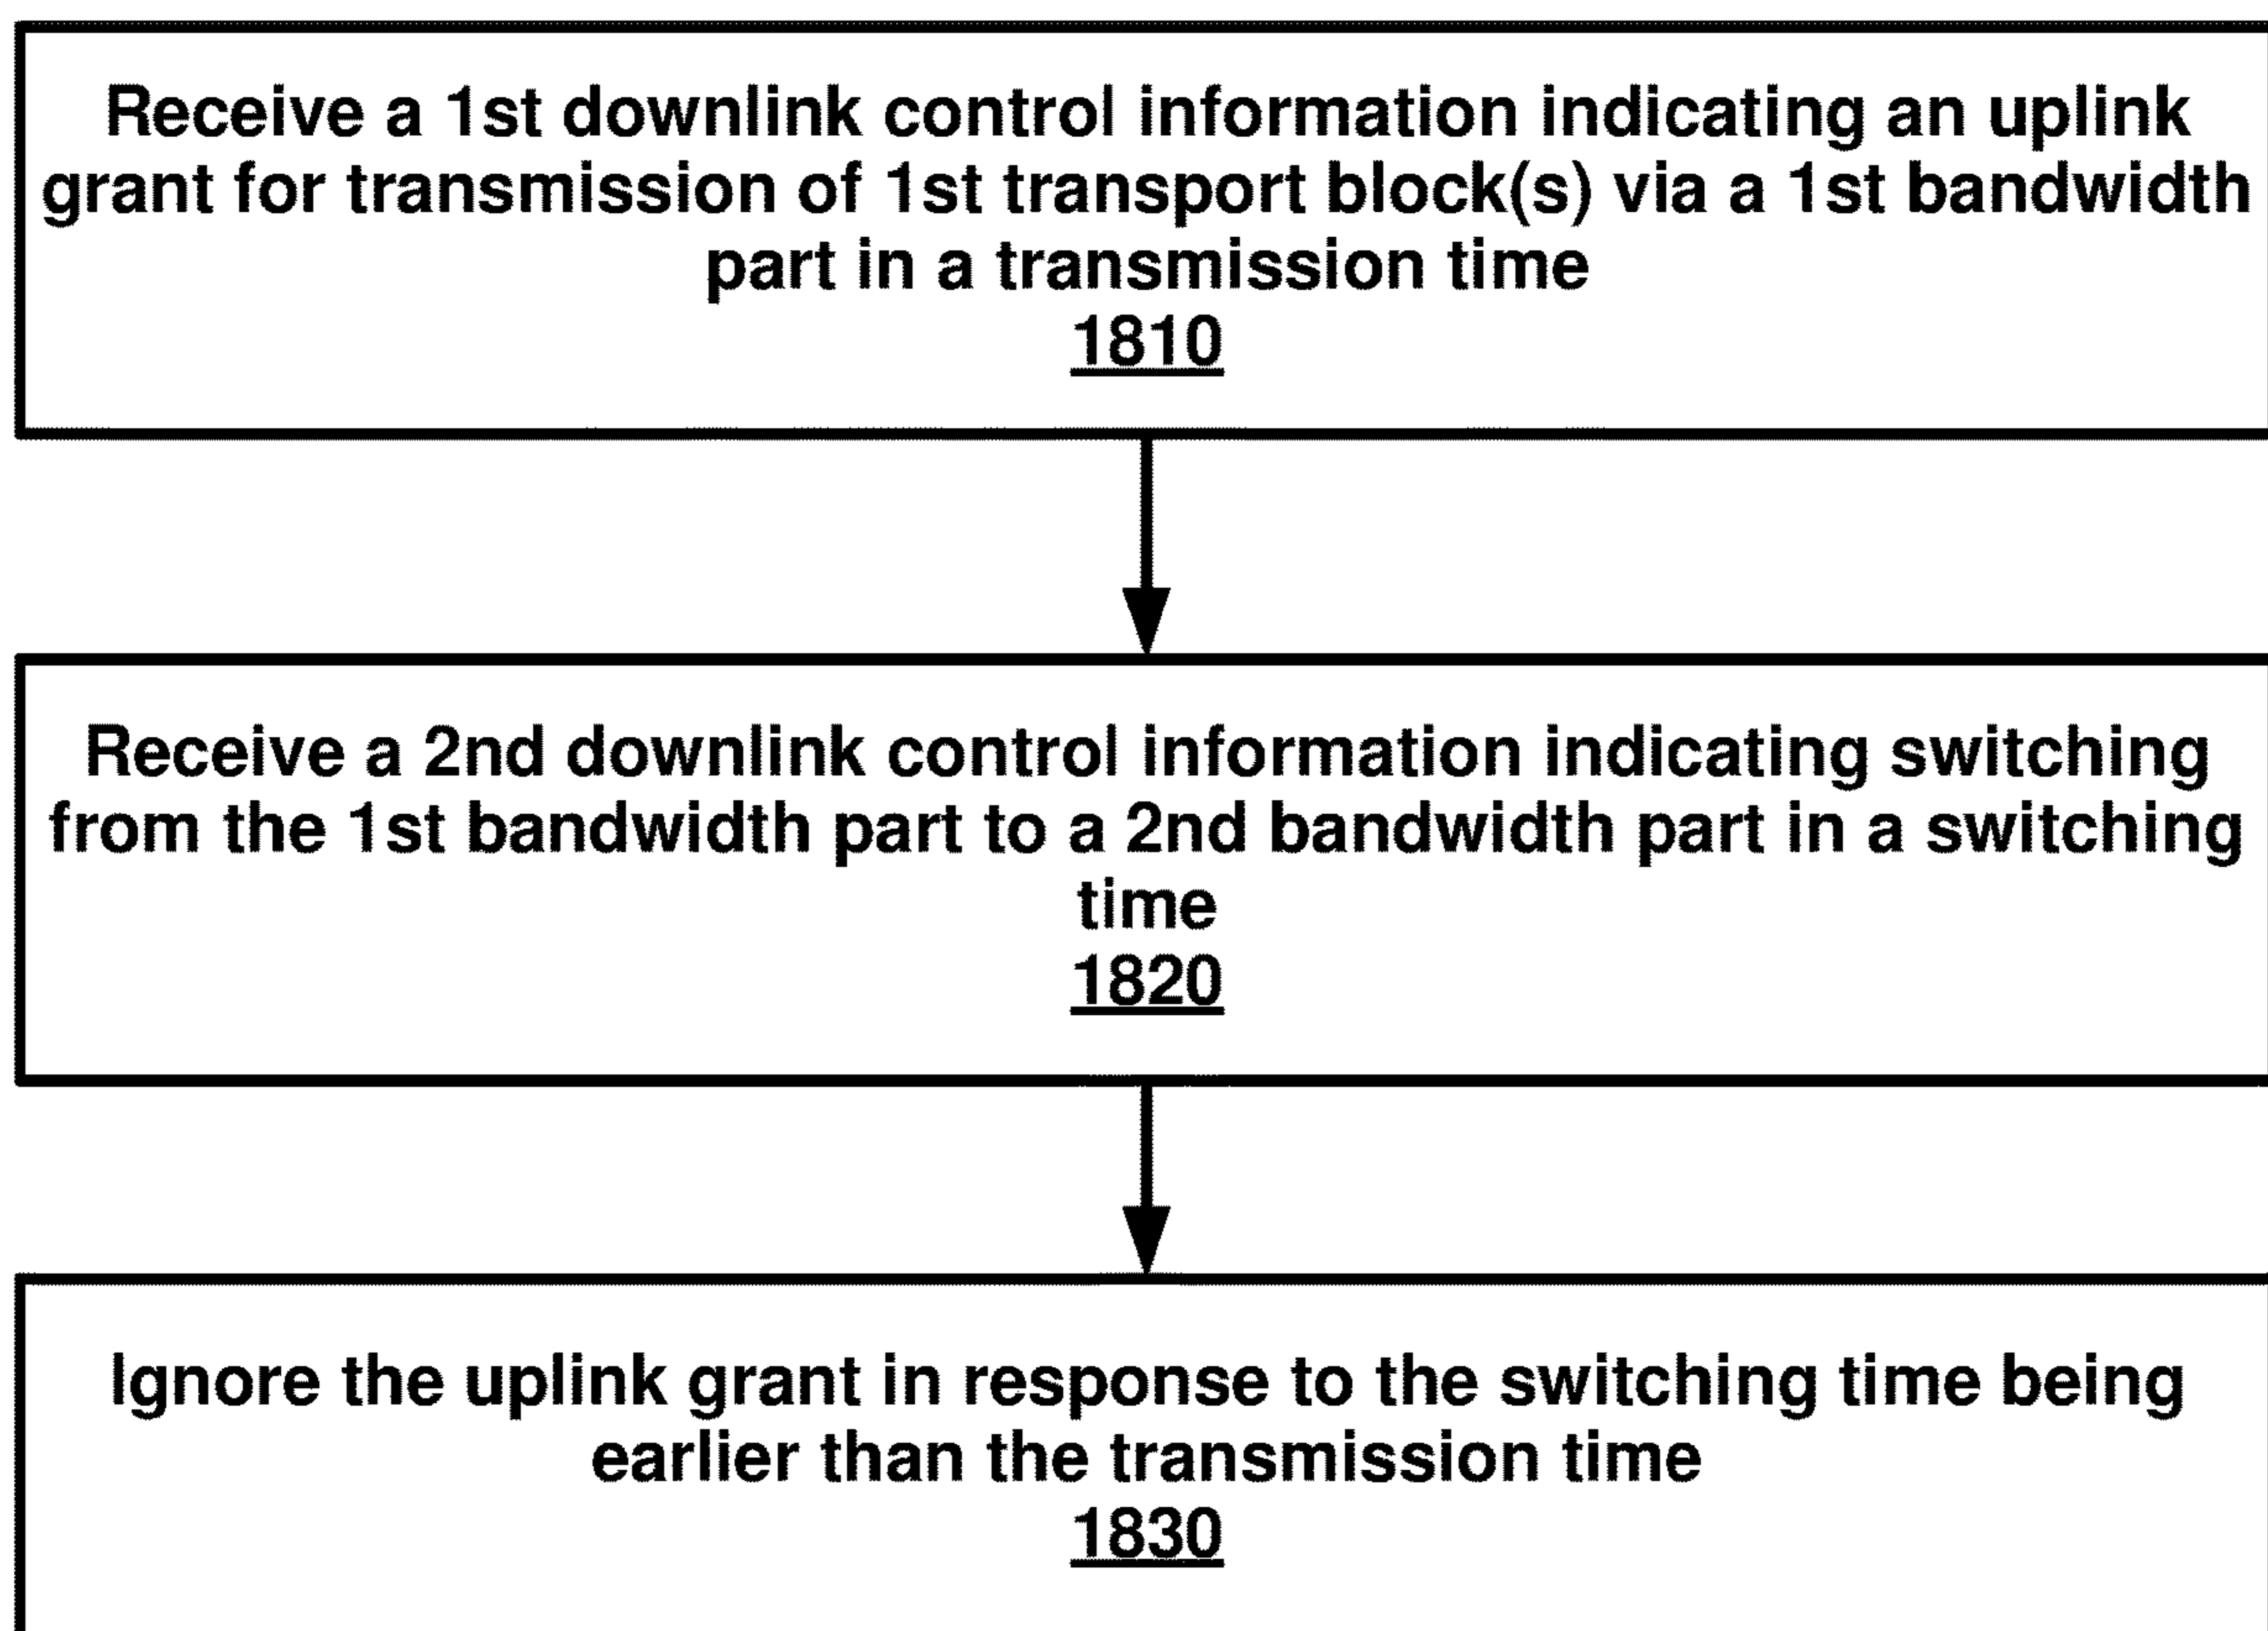 Receive a 1st downlink control information indicating an uplink
grant for transmission of 1st transport block(s) via a 1st bandwidth
part in a transmission time
1810
Receive a 2nd downlink control information indicating switching
from the 1st bandwidth part to a 2nd bandwidth part in a switching
time
1820
Ignore the uplink grant in response to the switching time being
earlier than the transmission time
1830